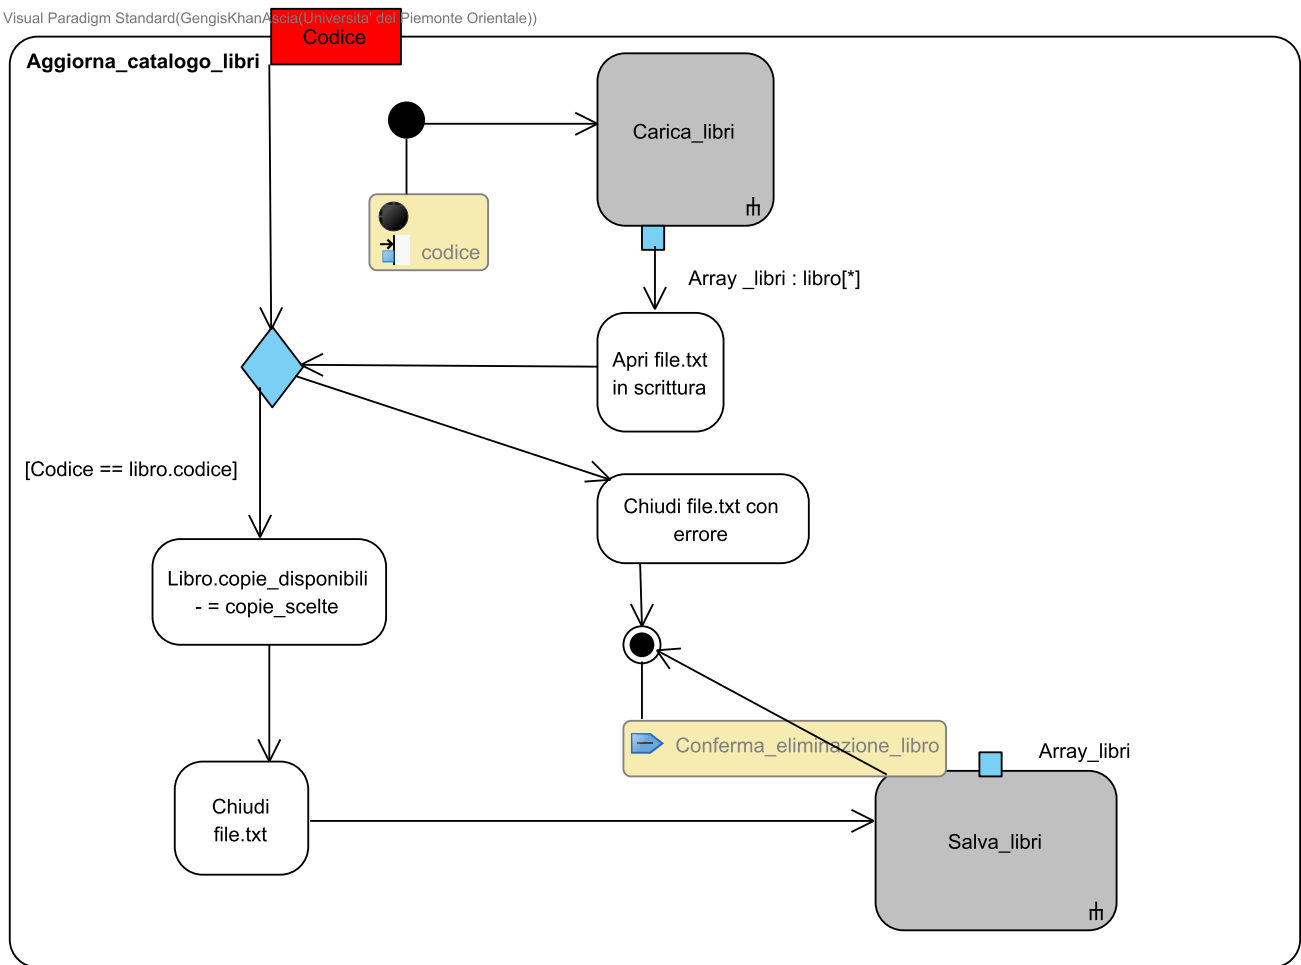 Visual Paradigm Standard(GengisKhanAscia(Universita' del Piemonte Orientale))
Codice
Aggiorna_catalogo_libri
Carica_libri
codice
Array _libri : libro[*]
Apri file.txt
in scrittura
[Codice == libro.codice]
Chiudi file.txt con
errore
Libro.copie_disponibili
- = copie_scelte
Conferma_eliminazione_libro
Array_libri
Chiudi
file.txt
Salva_libri